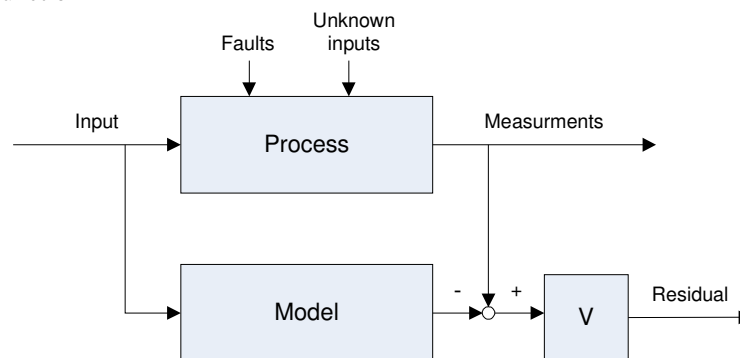 Unknown
inputs
Faults
Input
Process
Measurments
Model
-
+
V
Residual